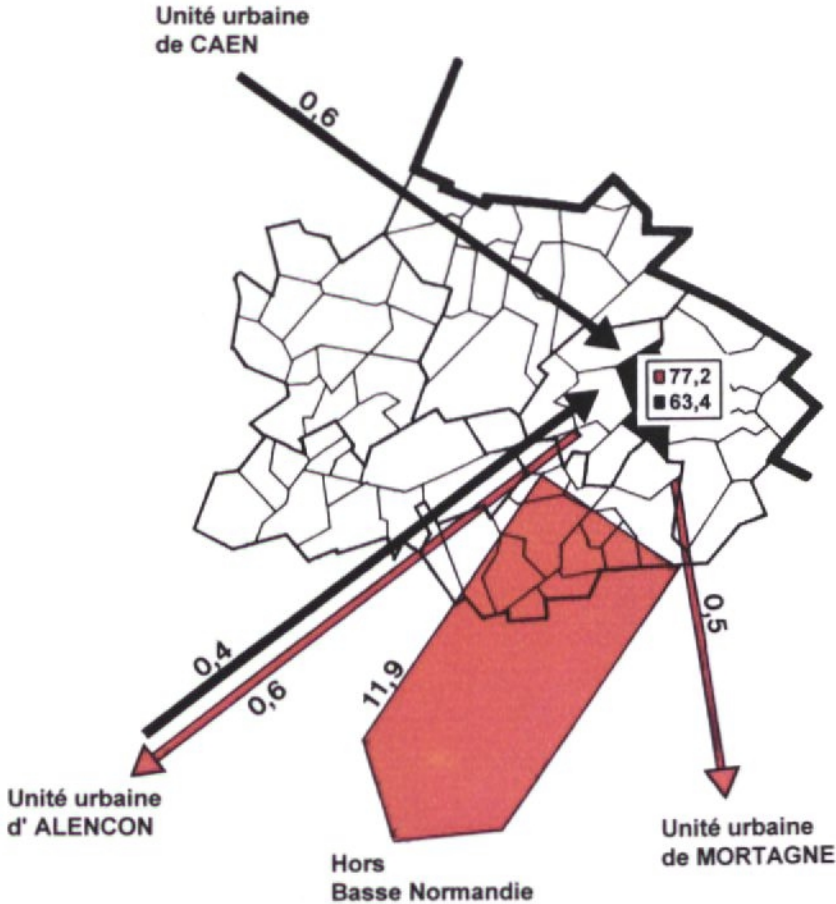 Unité urbaine
de CAEN
0,6
77,2
63,4
0,4
0,6
11,9
0,5
Unité urbaine
d' ALENCON
Hors
Basse Normandie
Unité urbaine
de MORTAGNE